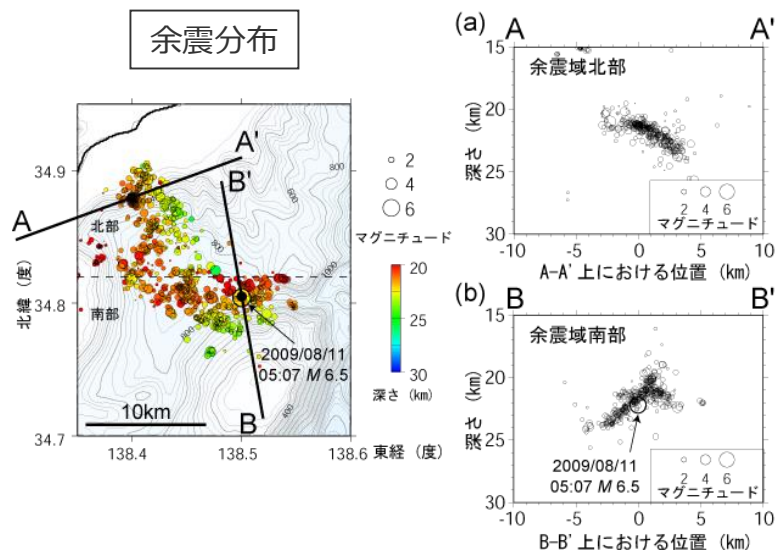 余震分布
34.9
34.8
34.7
北緯（度）
138.4
138.5
138.6
東経（度）
A
A'
B'
B
北部
南部
800
600
800
1000
800
400
2009/08/11
05:07 M 6.5
10km
2
4
6
マグニチュード
20
25
30
深さ（km）
(a)
A
A'
余震域北部
15
20
25
30
深さ（km）
2 4 6
マグニチュード
-10
-5
0
5
10
A-A'上における位置（km）
(b)
B
B'
余震域南部
15
20
25
30
深さ（km）
2009/08/11
05:07 M 6.5
2 4 6
マグニチュード
-10
-5
0
5
10
B-B'上における位置（km）